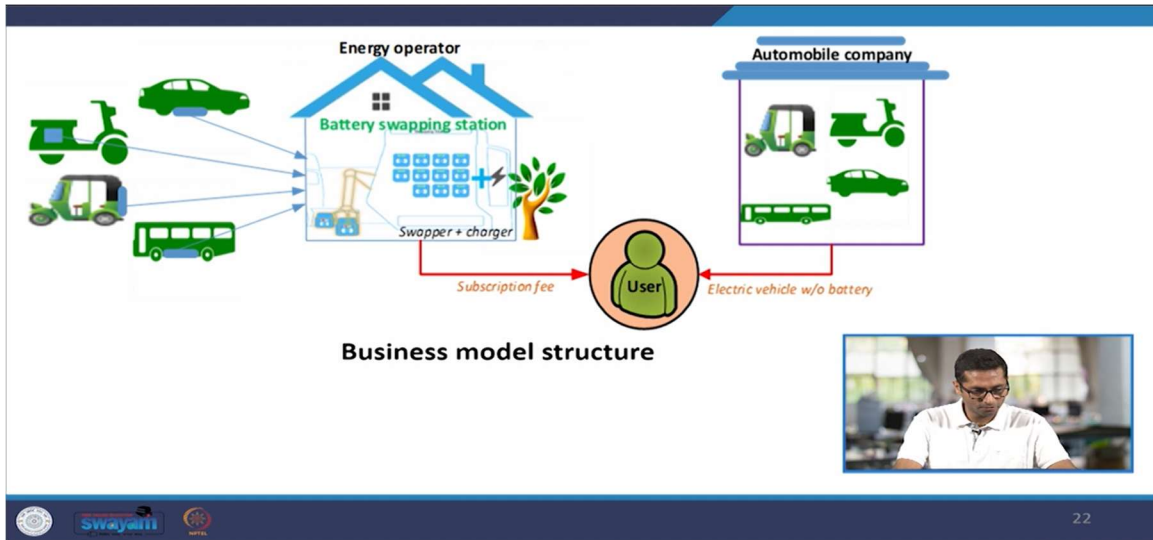 Energy operator
Automobile company
Battery swapping station
Swapper + charger
User
Subscription fee
Electric vehicle w/o battery
Business model structure
swayam
NPTEL
22